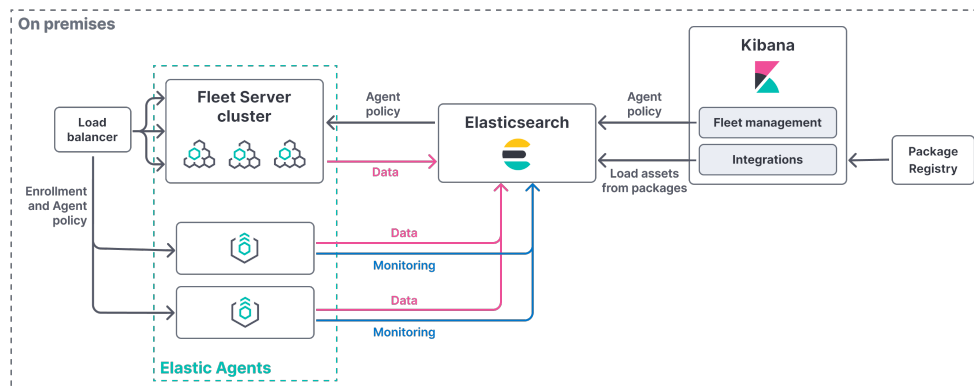 On premises
Kibana
Fleet Server
cluster
Agent
policy
Agent
policy
Elasticsearch
Fleet management
Load
balancer
Integrations
Package
Registry
Data
Load assets
from packages
Enrollment
and Agent
policy
Data
Monitoring
Data
Monitoring
Elastic Agents